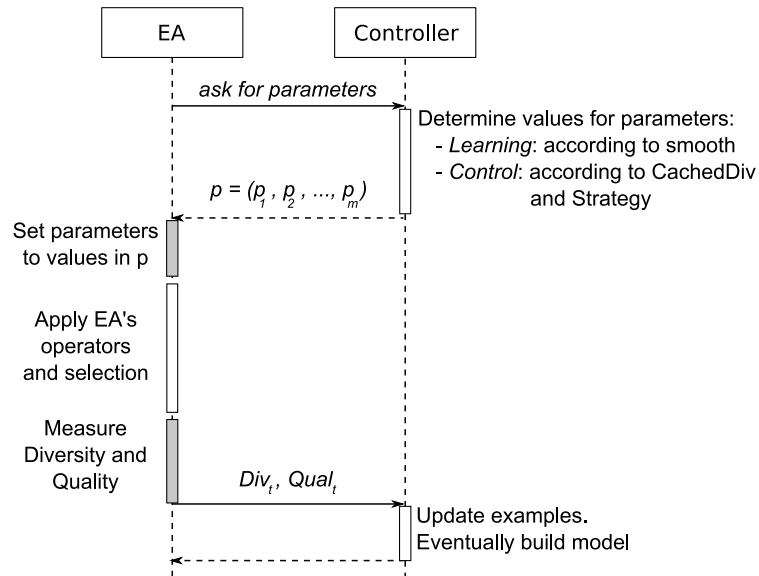 EA
Controller
ask for parameters
Determine values for parameters:
- Learning: according to smooth
- Control: according to CachedDiv
and Strategy
p = (p1 , p2 , ..., pm)
Set parameters
to values in p
Apply EA's
operators
and selection
Measure
Diversity and
Quality
Divt , Qualt
Update examples.
Eventually build model